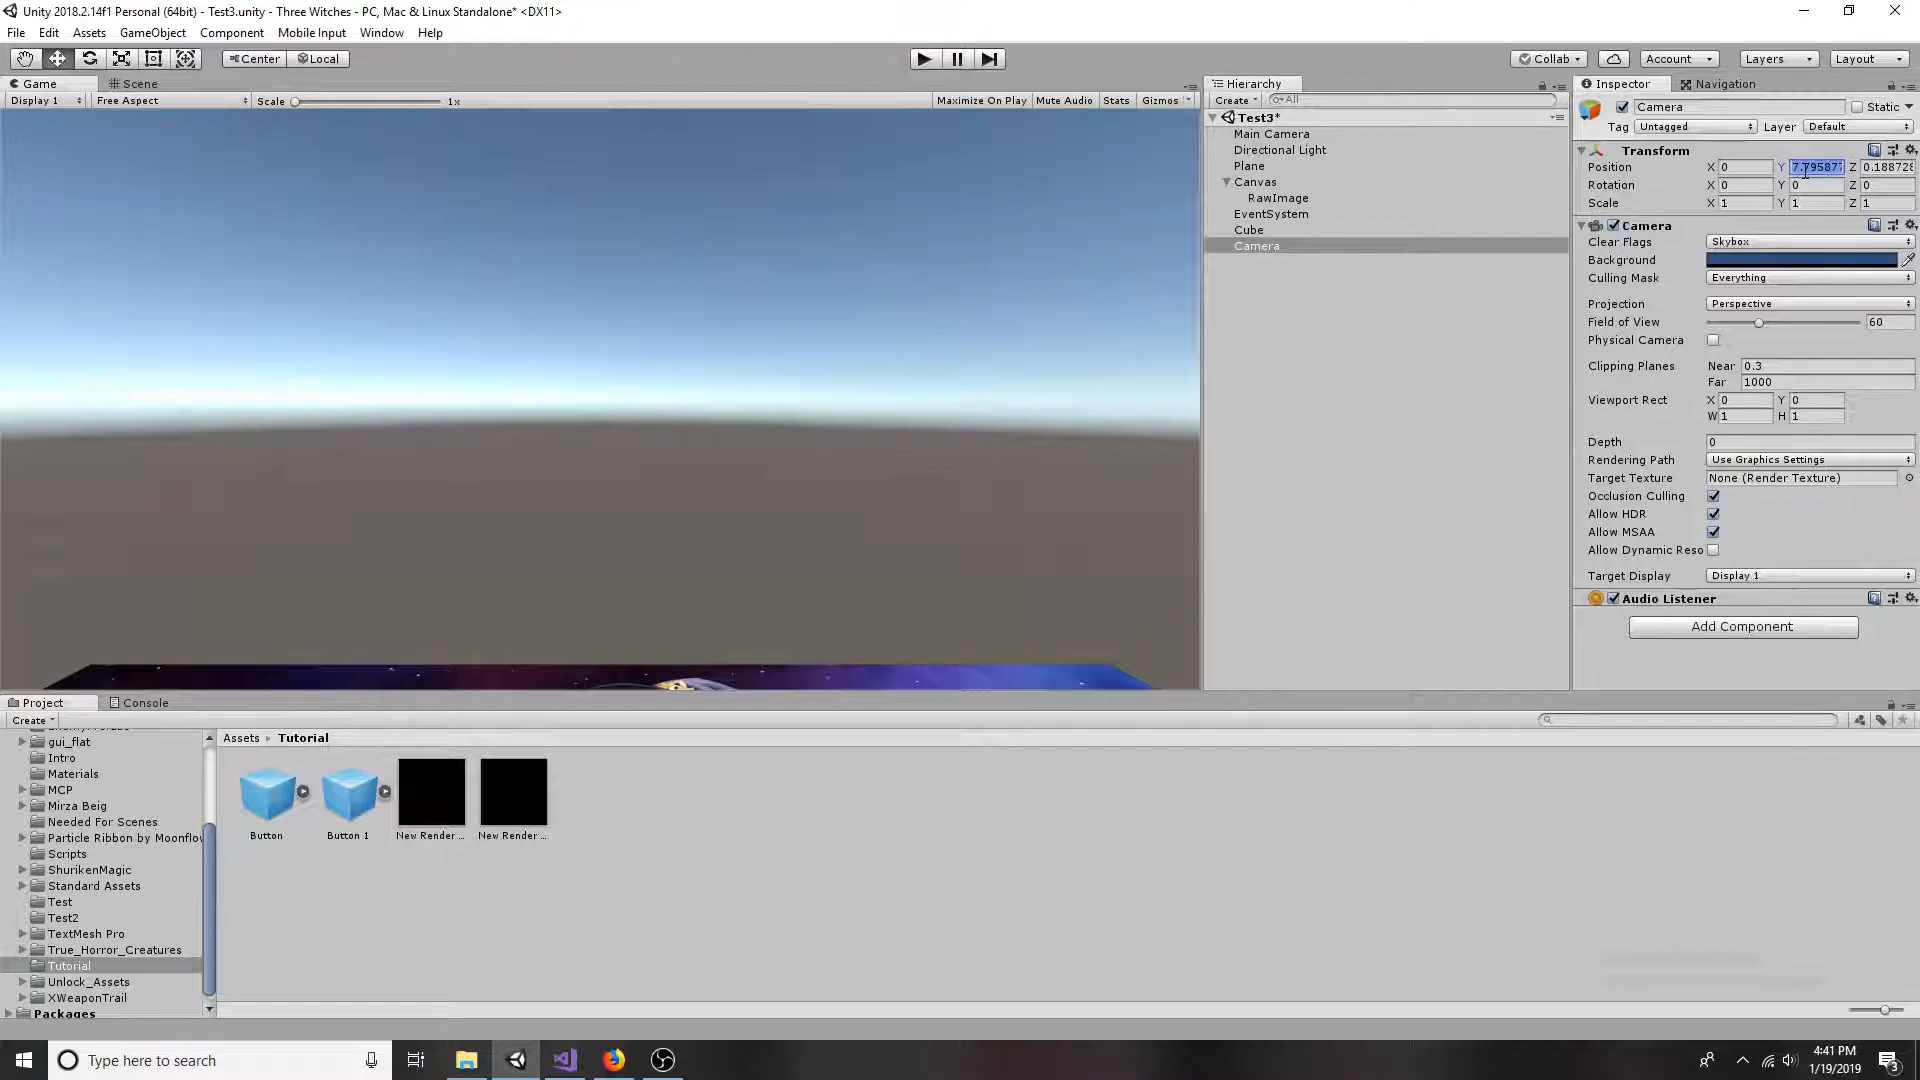 Unity 2018.2.14f1 Personal (64bit) - Test3.unity - Three Witches - PC, Mac & Linux Standalone* <DX11>
File Edit Assets GameObject Component Mobile Input Window Help
Center Local Collab Account Layers Layout
Game Scene
Display 1 Free Aspect Scale 1x Maximize On Play Mute Audio Stats Gizmos
Hierarchy
Create All
Test3*
Main Camera
Directional Light
Plane
Canvas
RawImage
EventSystem
Cube
Camera
Inspector Navigation
Camera Static
Tag Untagged Layer Default
Transform
Position X 0 Y 7.795877 Z 0.188728
Rotation X 0 Y 0 Z 0
Scale X 1 Y 1 Z 1
Camera
Clear Flags Skybox
Background
Culling Mask Everything
Projection Perspective
Field of View 60
Physical Camera
Clipping Planes Near 0.3
Far 1000
Viewport Rect X 0 Y 0
W 1 H 1
Depth 0
Rendering Path Use Graphics Settings
Target Texture None (Render Texture)
Occlusion Culling
Allow HDR
Allow MSAA
Allow Dynamic Reso
Target Display Display 1
Audio Listener
Add Component
Project Console
Create
gui_flat
Intro
Materials
MCP
Mirza Beig
Needed For Scenes
Particle Ribbon by Moonflo
Scripts
ShurikenMagic
Standard Assets
Test
Test2
TextMesh Pro
True_Horror_Creatures
Tutorial
Unlock_Assets
XWeaponTrail
Packages
Assets Tutorial
Button Button 1 New Render ... New Render ...
Type here to search
4:41 PM
1/19/2019
3